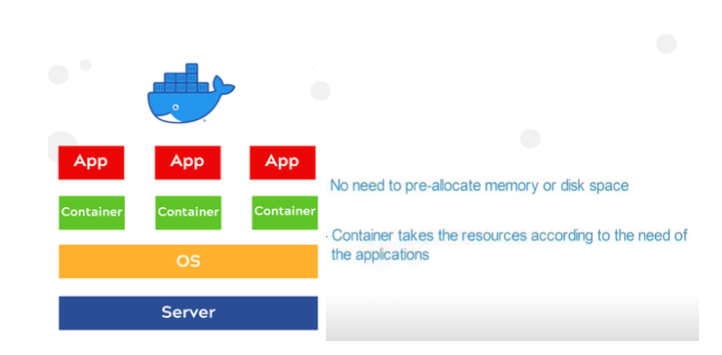 App App App
Container Container Container
OS
Server
No need to pre-allocate memory or disk space
Container takes the resources according to the need of
the applications